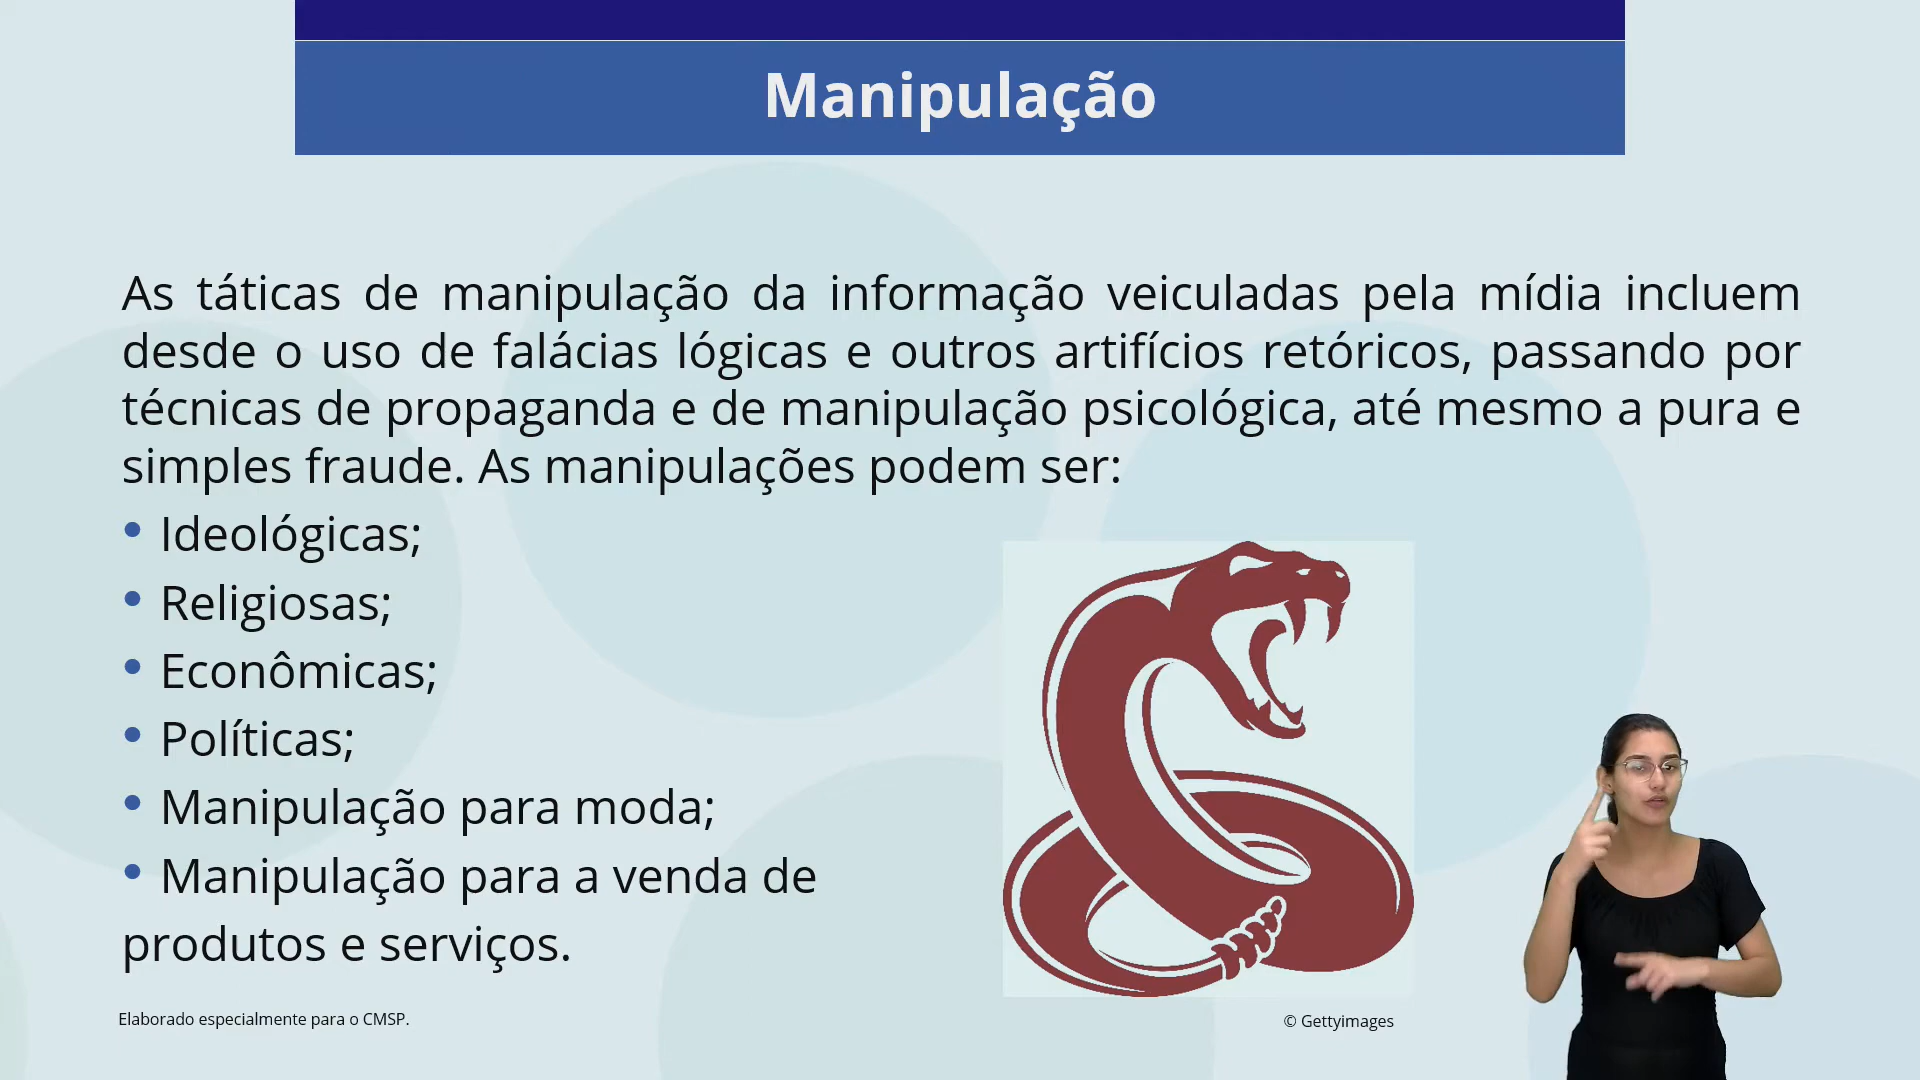 Manipulação
As táticas de manipulação da informação veiculadas pela mídia incluem
desde o uso de falácias lógicas e outros artifícios retóricos, passando por
técnicas de propaganda e de manipulação psicológica, até mesmo a pura e
simples fraude. As manipulações podem ser:
• Ideológicas;
• Religiosas;
• Econômicas;
• Políticas;
• Manipulação para moda;
• Manipulação para a venda de
produtos e serviços.
Elaborado especialmente para o CMSP.
© Gettyimages